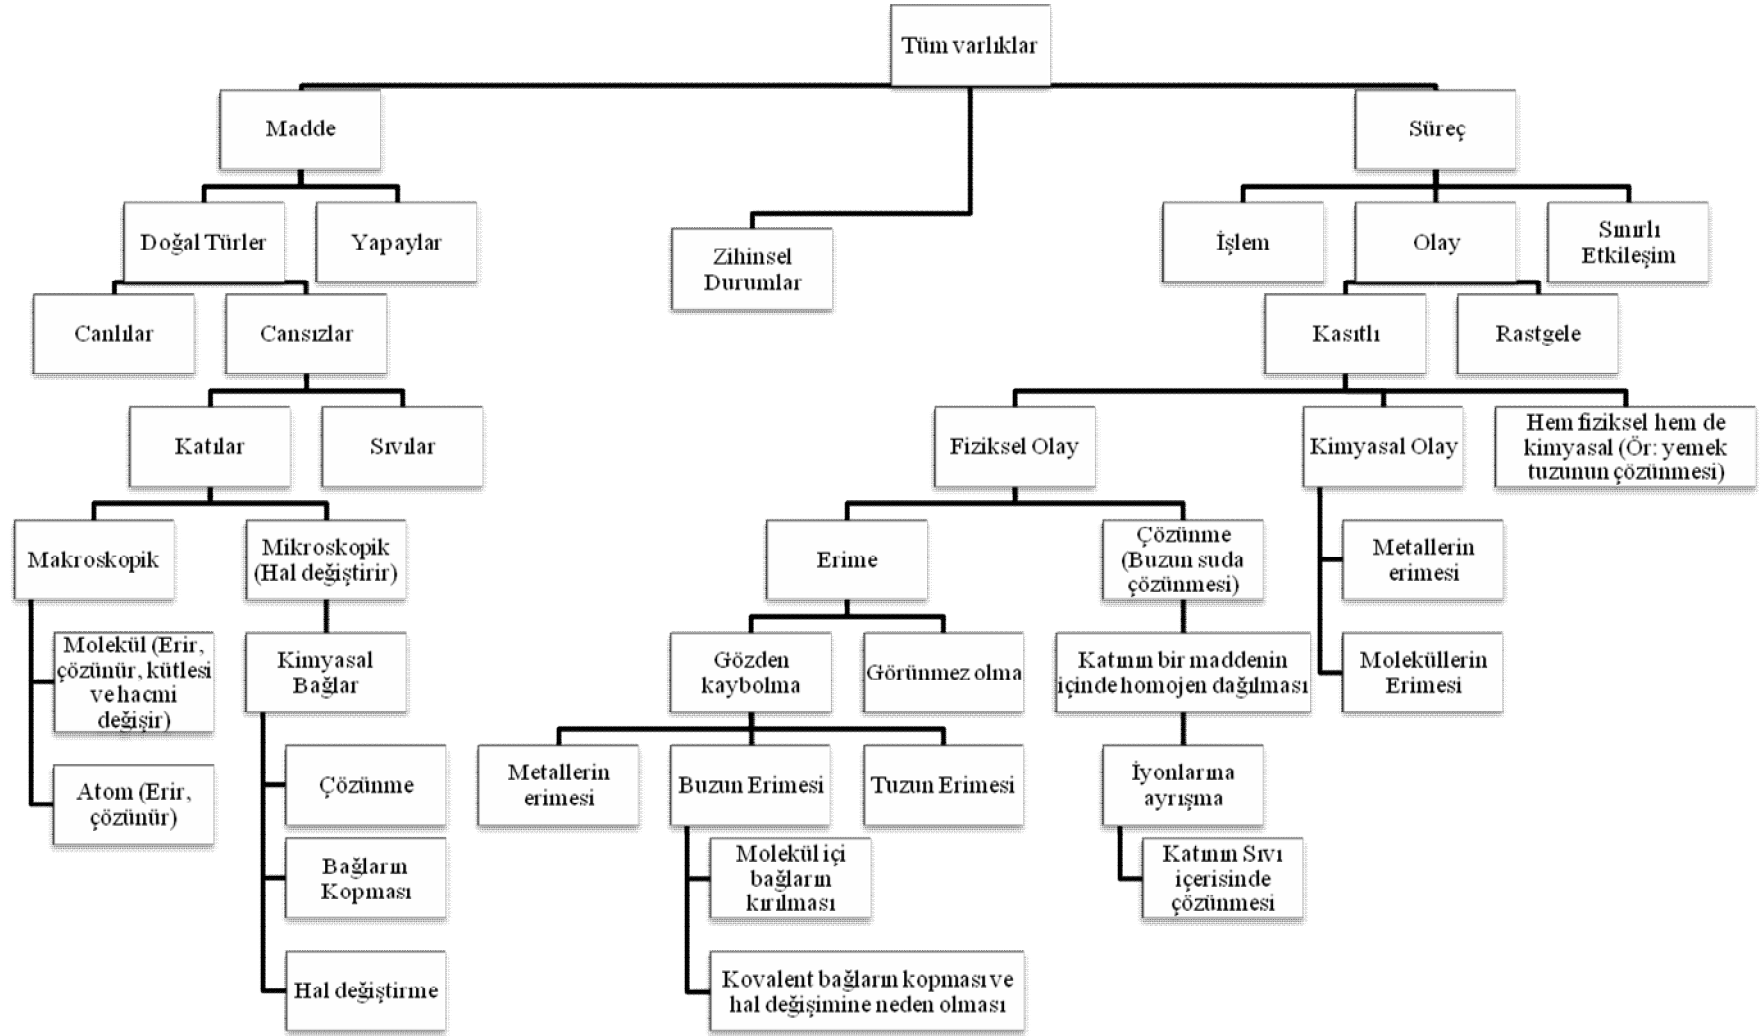 Tüm varlıklar
Madde
Süreç
Doğal Türler
Yapaylar
Zihinsel
Durumlar
İşlem
Olay
Sınırlı
Etkileşim
Canlılar
Cansızlar
Kasıtlı
Rastgele
Katılar
Sıvılar
Fiziksel Olay
Kimyasal Olay
Hem fiziksel hem de
kimyasal (Ör: yemek
tuzunun çözünmesi)
Makroskopik
Mikroskopik
(Hal değiştirir)
Erime
Çözünme
(Buzun suda
çözünmesi)
Metallerin
erimesi
Molekül (Erir,
çözünür, kütlesi
ve hacmi
değişir)
Kimyasal
Bağlar
Gözden
kaybolma
Görünmez olma
Katının bir maddenin
içinde homojen dağılması
Moleküllerin
Erimesi
Atom (Erir,
çözünür)
Çözünme
Metallerin
erimesi
Buzun Erimesi
Tuzun Erimesi
İyonlarına
ayrışma
Bağların
Kopması
Molekül içi
bağların
kırılması
Katının Sıvı
içerisinde
çözünmesi
Hal değiştirme
Kovalent bağların kopması ve
hal değişimine neden olması